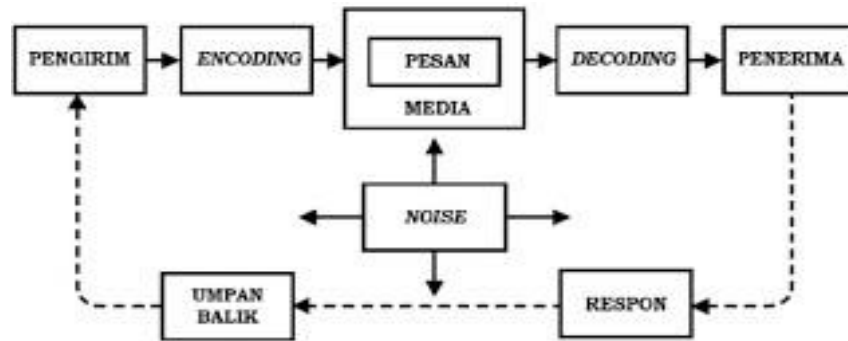 PENGIRIM
ENCODING
PESAN
MEDIA
DECODING
PENERIMA
NOISE
UMPAN
BALIK
RESPON